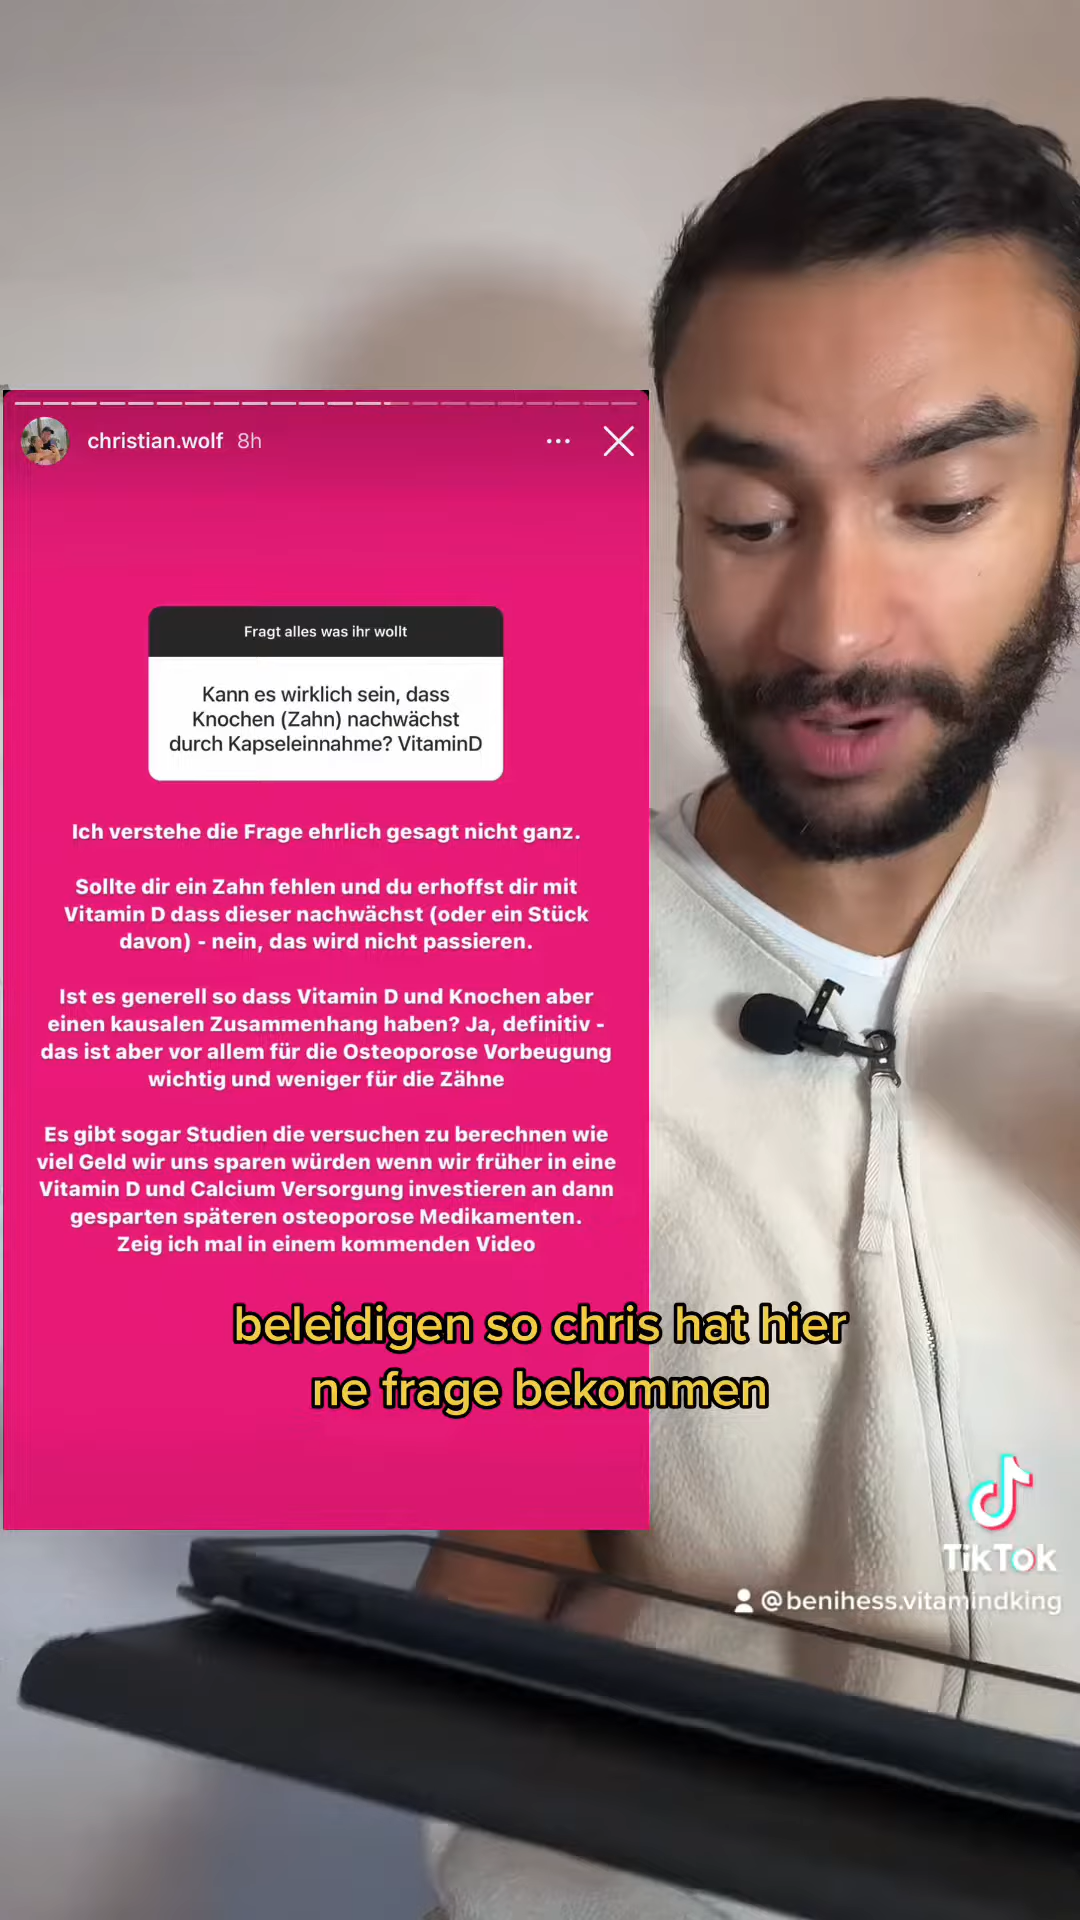 christian.wolf 8h
Fragt alles was ihr wollt
Kann es wirklich sein, dass
Knochen (Zahn) nachwächst
durch Kapseleinnahme? VitaminD
Ich verstehe die Frage ehrlich gesagt nicht ganz.
Sollte dir ein Zahn fehlen und du erhoffst dir mit
Vitamin D dass dieser nachwächst (oder ein Stück
davon) - nein, das wird nicht passieren.
Ist es generell so dass Vitamin D und Knochen aber
einen kausalen Zusammenhang haben? Ja, definitiv -
das ist aber vor allem für die Osteoporose Vorbeugung
wichtig und weniger für die Zähne
Es gibt sogar Studien die versuchen zu berechnen wie
viel Geld wir uns sparen würden wenn wir früher in eine
Vitamin D und Calcium Versorgung investieren an dann
gesparten späteren osteoporose Medikamenten.
Zeig ich mal in einem kommenden Video
beleidigen so chris hat hier
ne frage bekommen
TikTok
@benihess.vitamindking